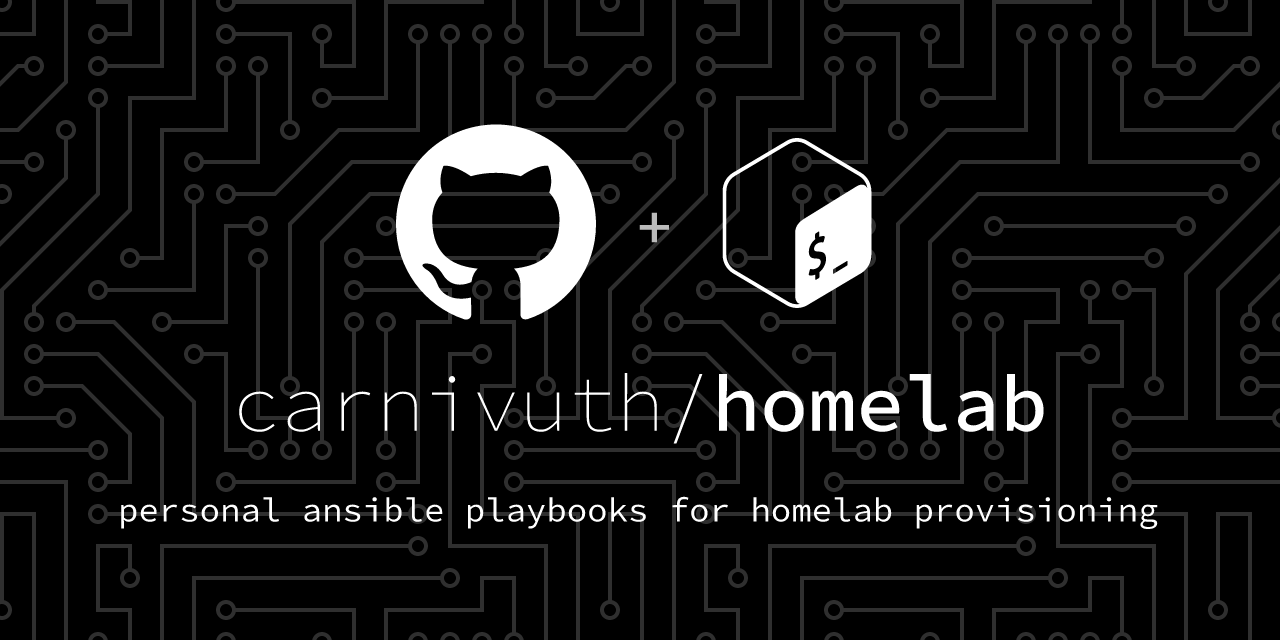 +
$_
carnivuth/homelab
personal ansible playbooks for homelab provisioning